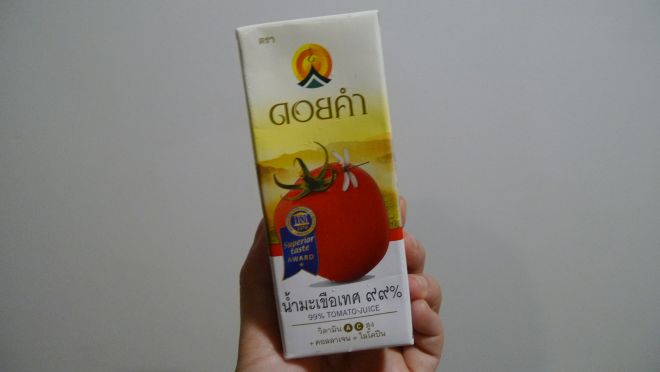 ตรา
ดอยคำ
Superior
taste
AWARD
น้ำมะเขือเทศ ๙๙%
99% TOMATO JUICE
วิตามิน A C สูง
+ คอลลาเจน + ไลโคปีน